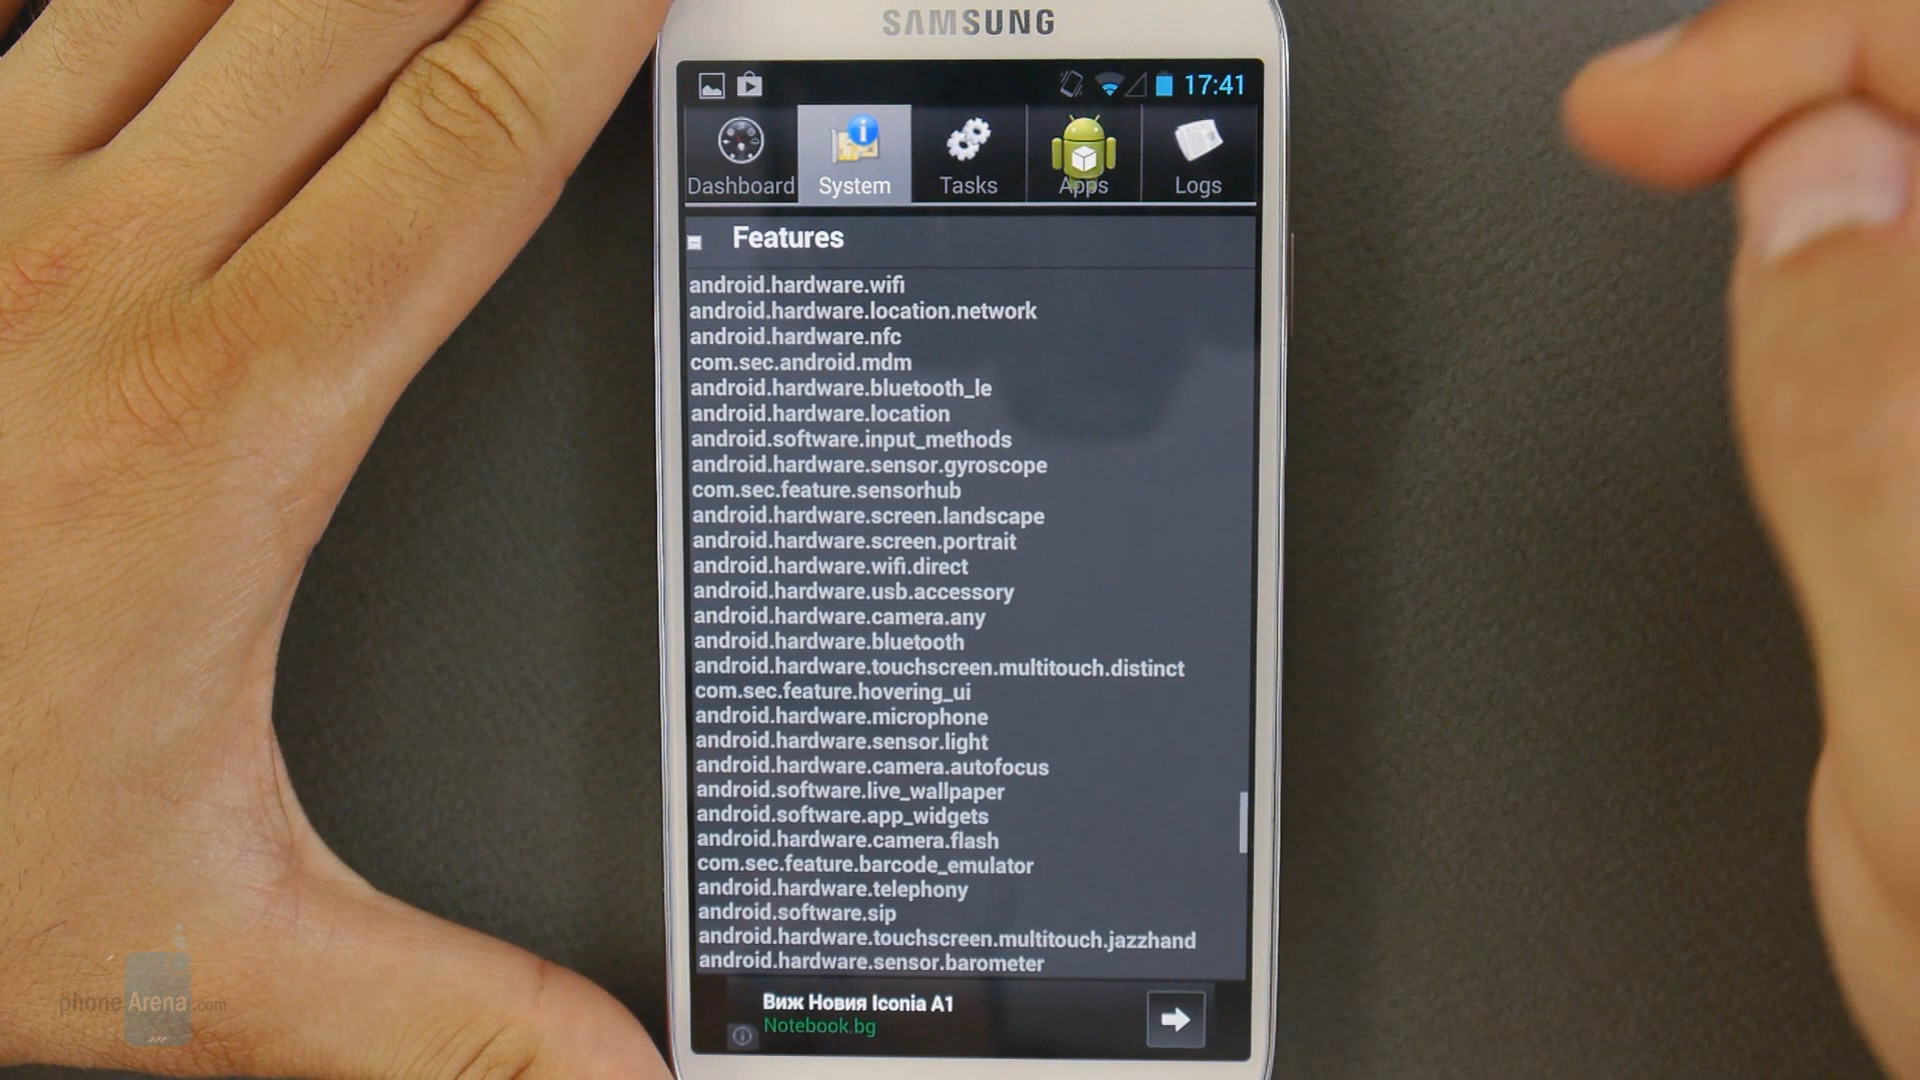 SAMSUNG
17:41
Dashboard System Tasks Apps Logs
Features
android.hardware.wifi
android.hardware.location.network
android.hardware.nfc
com.sec.android.mdm
android.hardware.bluetooth_le
android.hardware.location
android.software.input_methods
android.hardware.sensor.gyroscope
com.sec.feature.sensorhub
android.hardware.screen.landscape
android.hardware.screen.portrait
android.hardware.wifi.direct
android.hardware.usb.accessory
android.hardware.camera.any
android.hardware.bluetooth
android.hardware.touchscreen.multitouch.distinct
com.sec.feature.hovering_ui
android.hardware.microphone
android.hardware.sensor.light
android.hardware.camera.autofocus
android.software.live_wallpaper
android.software.app_widgets
android.hardware.camera.flash
com.sec.feature.barcode_emulator
android.hardware.telephony
android.software.sip
android.hardware.touchscreen.multitouch.jazzhand
android.hardware.sensor.barometer
Виж Новия Iconia A1
Notebook.bg
phoneArena.com